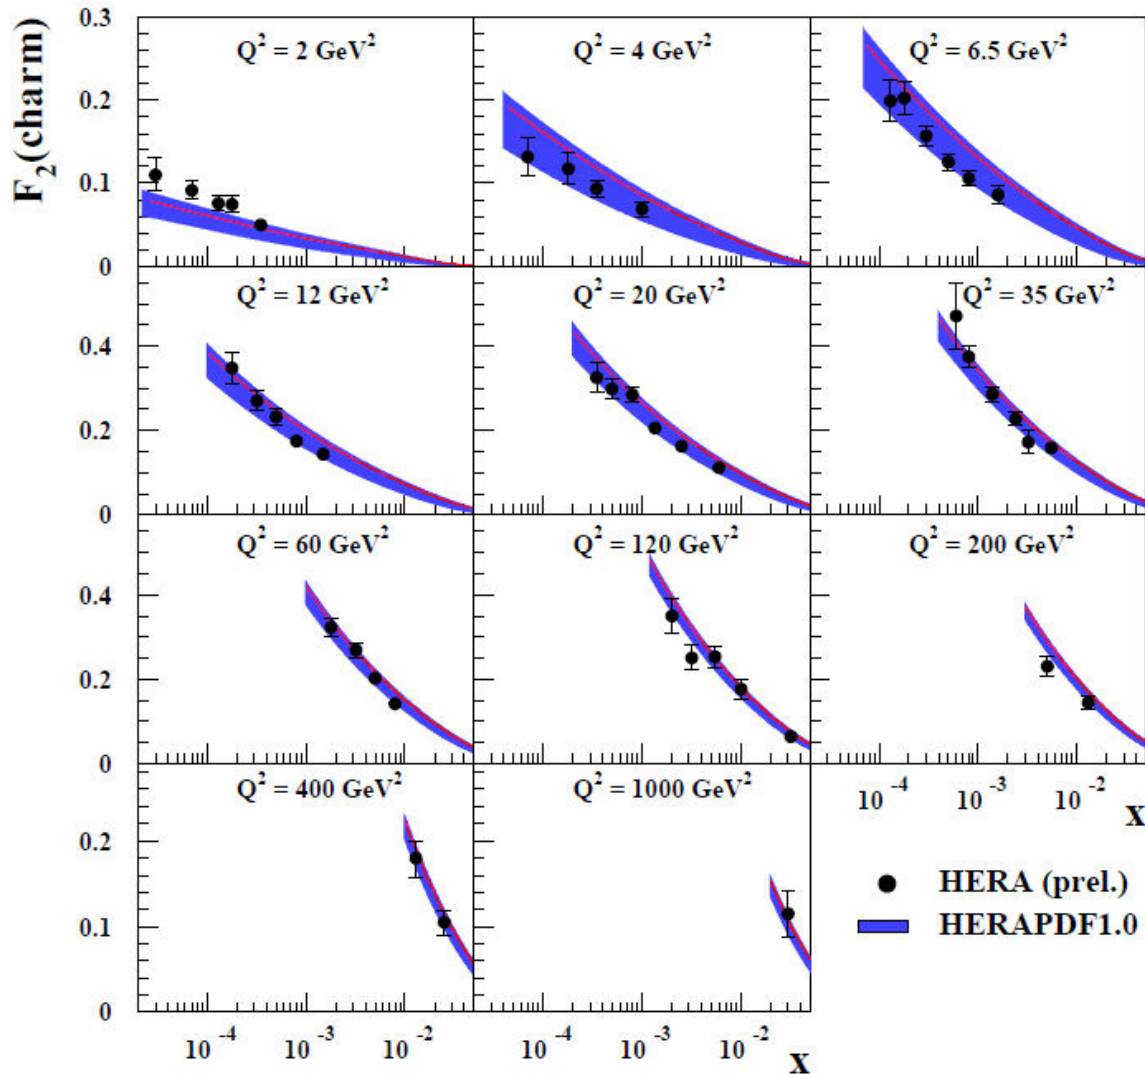 F₂(charm)
0.3
0.2
0.1
0
Q² = 2 GeV²
Q² = 4 GeV²
Q² = 6.5 GeV²
0.4
0.2
0
Q² = 12 GeV²
Q² = 20 GeV²
Q² = 35 GeV²
0.4
0.2
0
Q² = 60 GeV²
Q² = 120 GeV²
Q² = 200 GeV²
10⁻⁴ 10⁻³ 10⁻²
x
0.2
0.1
0
Q² = 400 GeV²
Q² = 1000 GeV²
HERA (prel.)
HERAPDF1.0
10⁻⁴ 10⁻³ 10⁻² 10⁻⁴ 10⁻³ 10⁻²
x